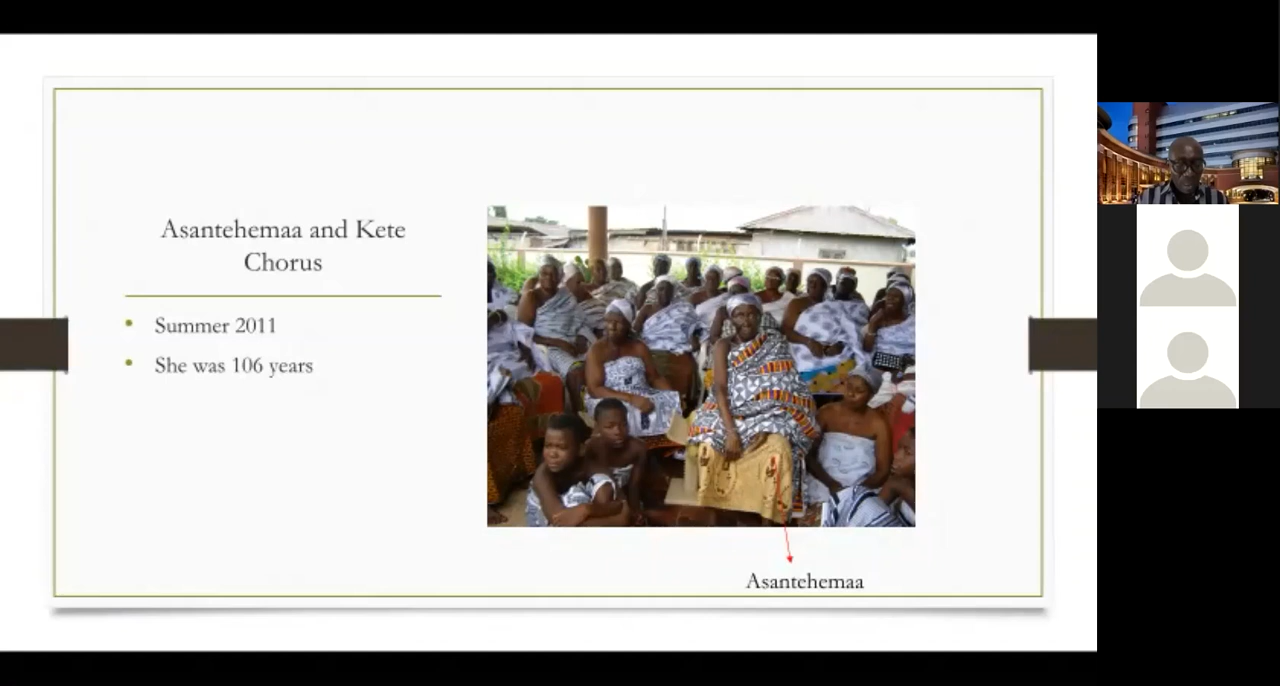 Asantehemaa and Kete
Chorus
Summer 2011
She was 106 years
Asantehemaa